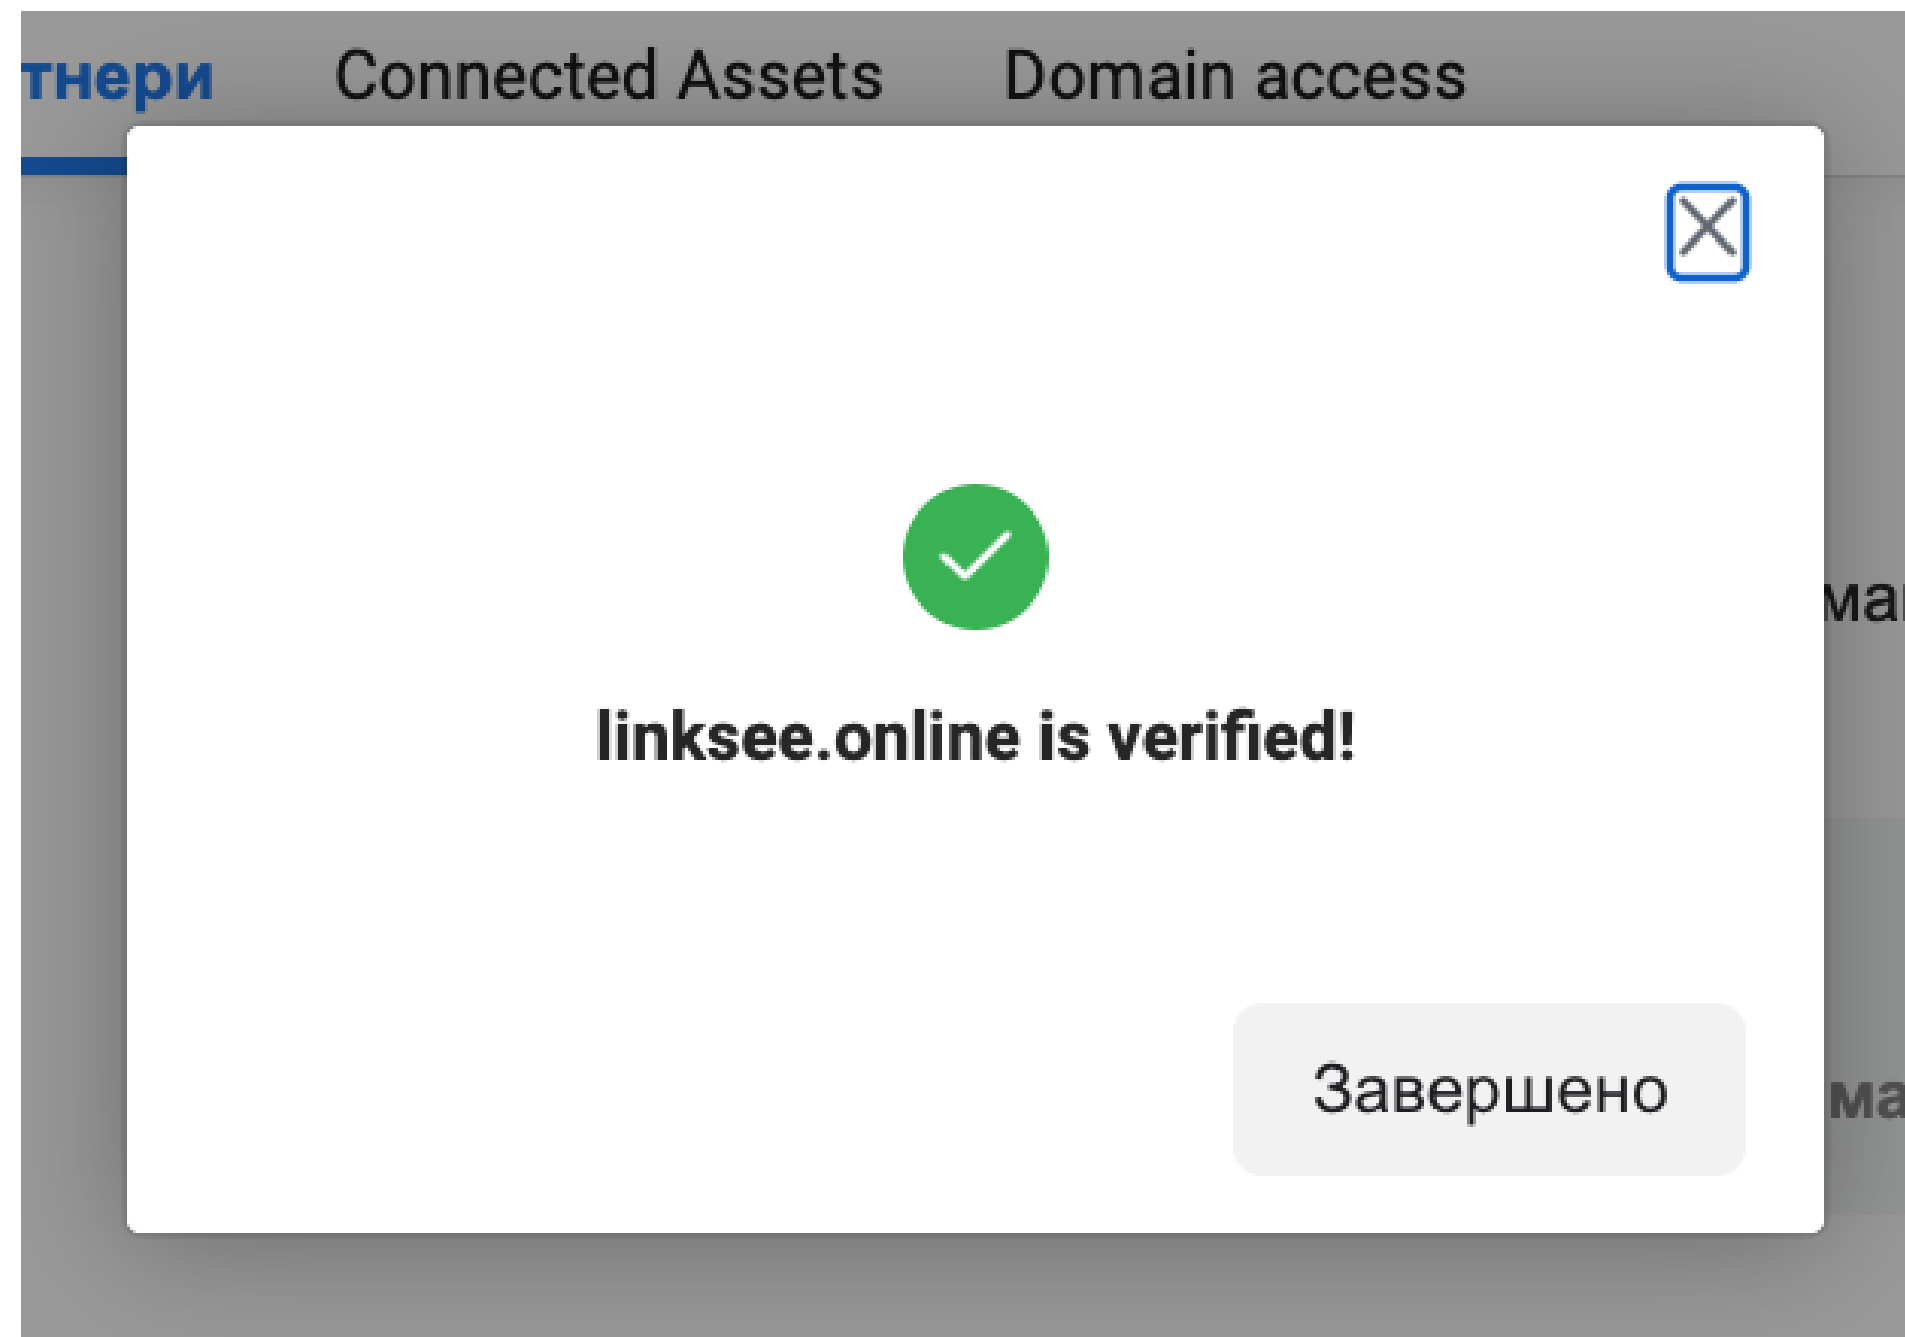 тнери Connected Assets Domain access
linksee.online is verified!
Завершено